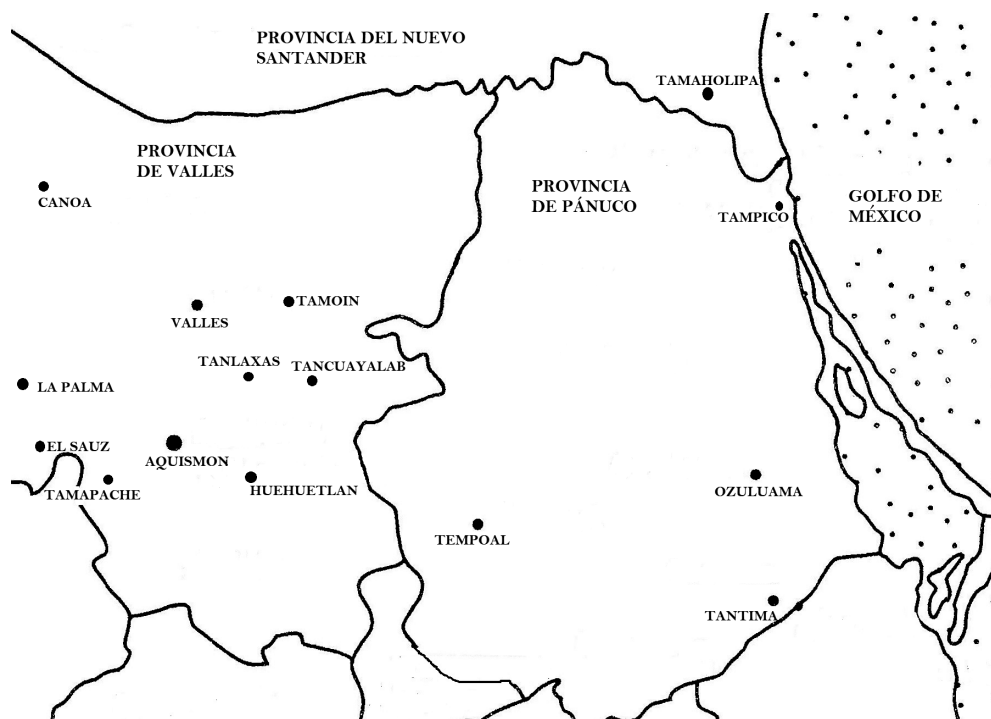 PROVINCIA DEL NUEVO
SANTANDER
TAMAHOLIPA
PROVINCIA
DE VALLES
CANOA
PROVINCIA
DE PÁNUCO
TAMPICO
GOLFO DE
MÉXICO
VALLES
TAMOIN
TANLAXAS
TANCUAYALAB
LA PALMA
EL SAUZ
AQUISMON
TAMAPACHE
HUEHUETLAN
OZULUAMA
TEMPOAL
TANTIMA